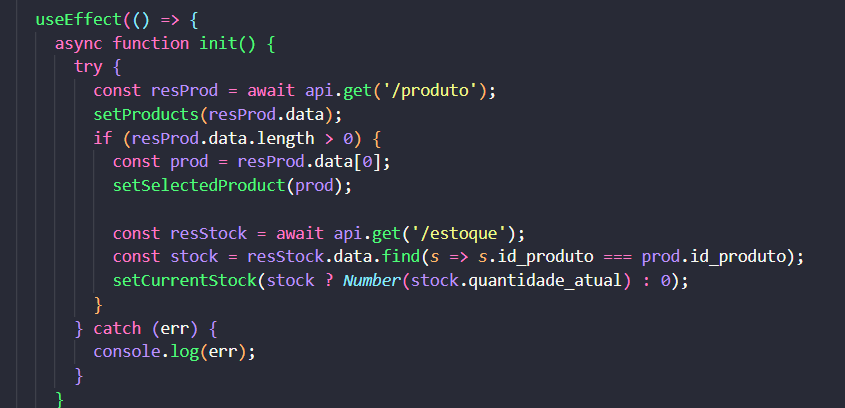 useEffect(() => {
async function init() {
try {
const resProd = await api.get('/produto');
setProducts(resProd.data);
if (resProd.data.length > 0) {
const prod = resProd.data[0];
setSelectedProduct(prod);
const resStock = await api.get('/estoque');
const stock = resStock.data.find(s => s.id_produto === prod.id_produto);
setCurrentStock(stock ? Number(stock.quantidade_atual) : 0);
}
} catch (err) {
console.log(err);
}
}